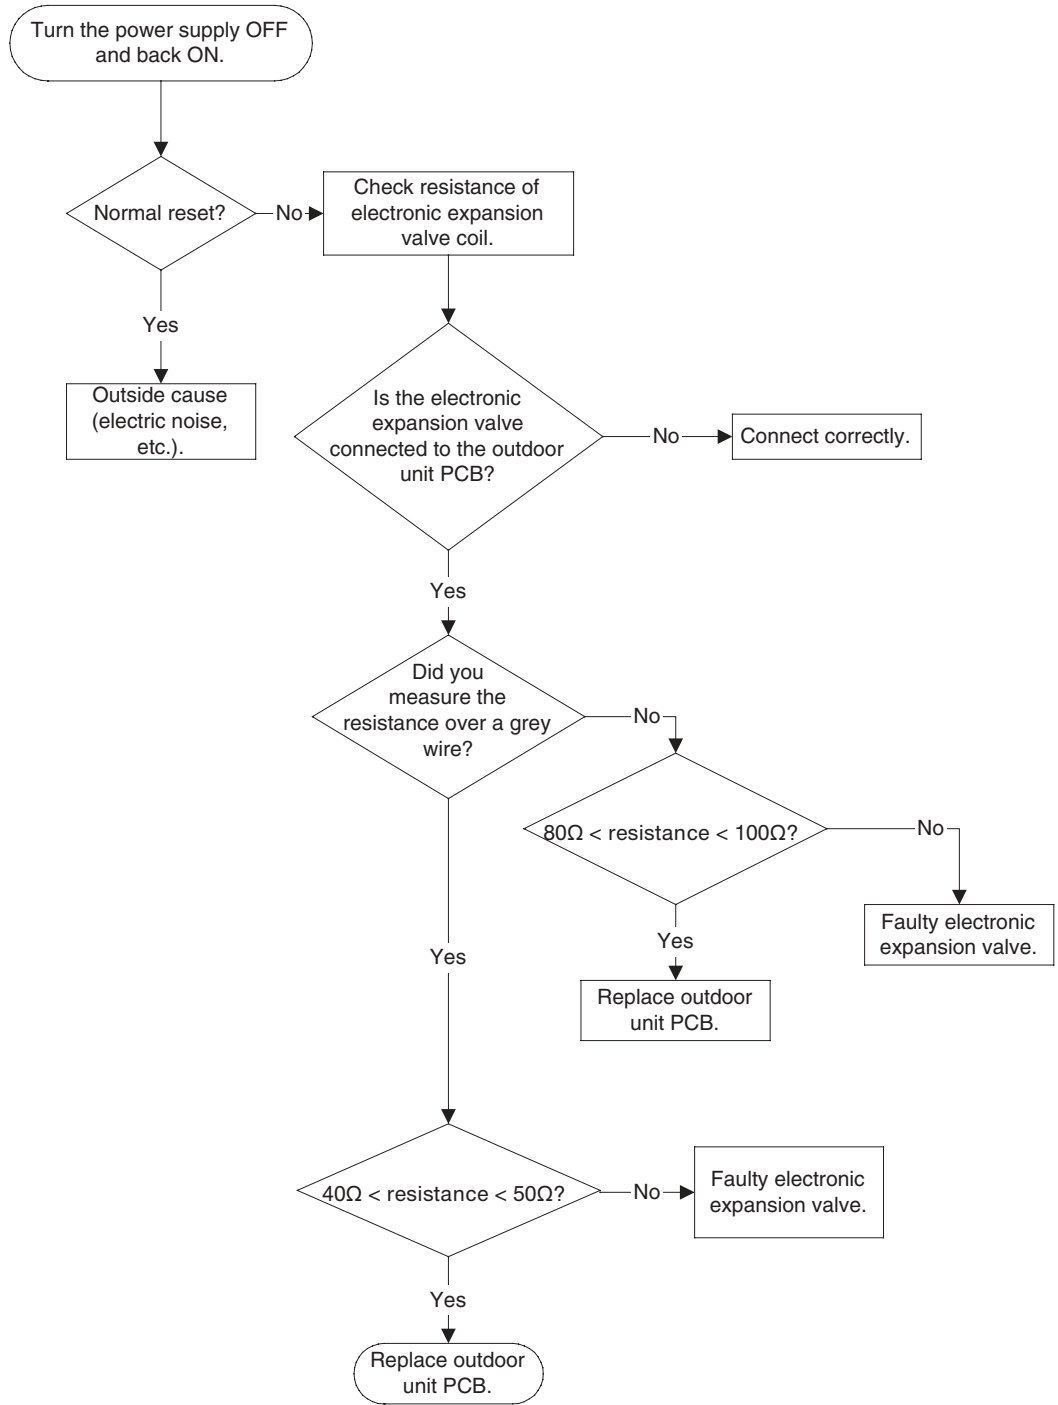 Turn the power supply OFF
and back ON.
Normal reset?
No
Check resistance of
electronic expansion
valve coil.
Yes
Outside cause
(electric noise,
etc.).
Is the electronic
expansion valve
connected to the outdoor
unit PCB?
No
Connect correctly.
Yes
Did you
measure the
resistance over a grey
wire?
No
80Ω < resistance < 100Ω?
No
Faulty electronic
expansion valve.
Yes
Replace outdoor
unit PCB.
Yes
40Ω < resistance < 50Ω?
No
Faulty electronic
expansion valve.
Yes
Replace outdoor
unit PCB.